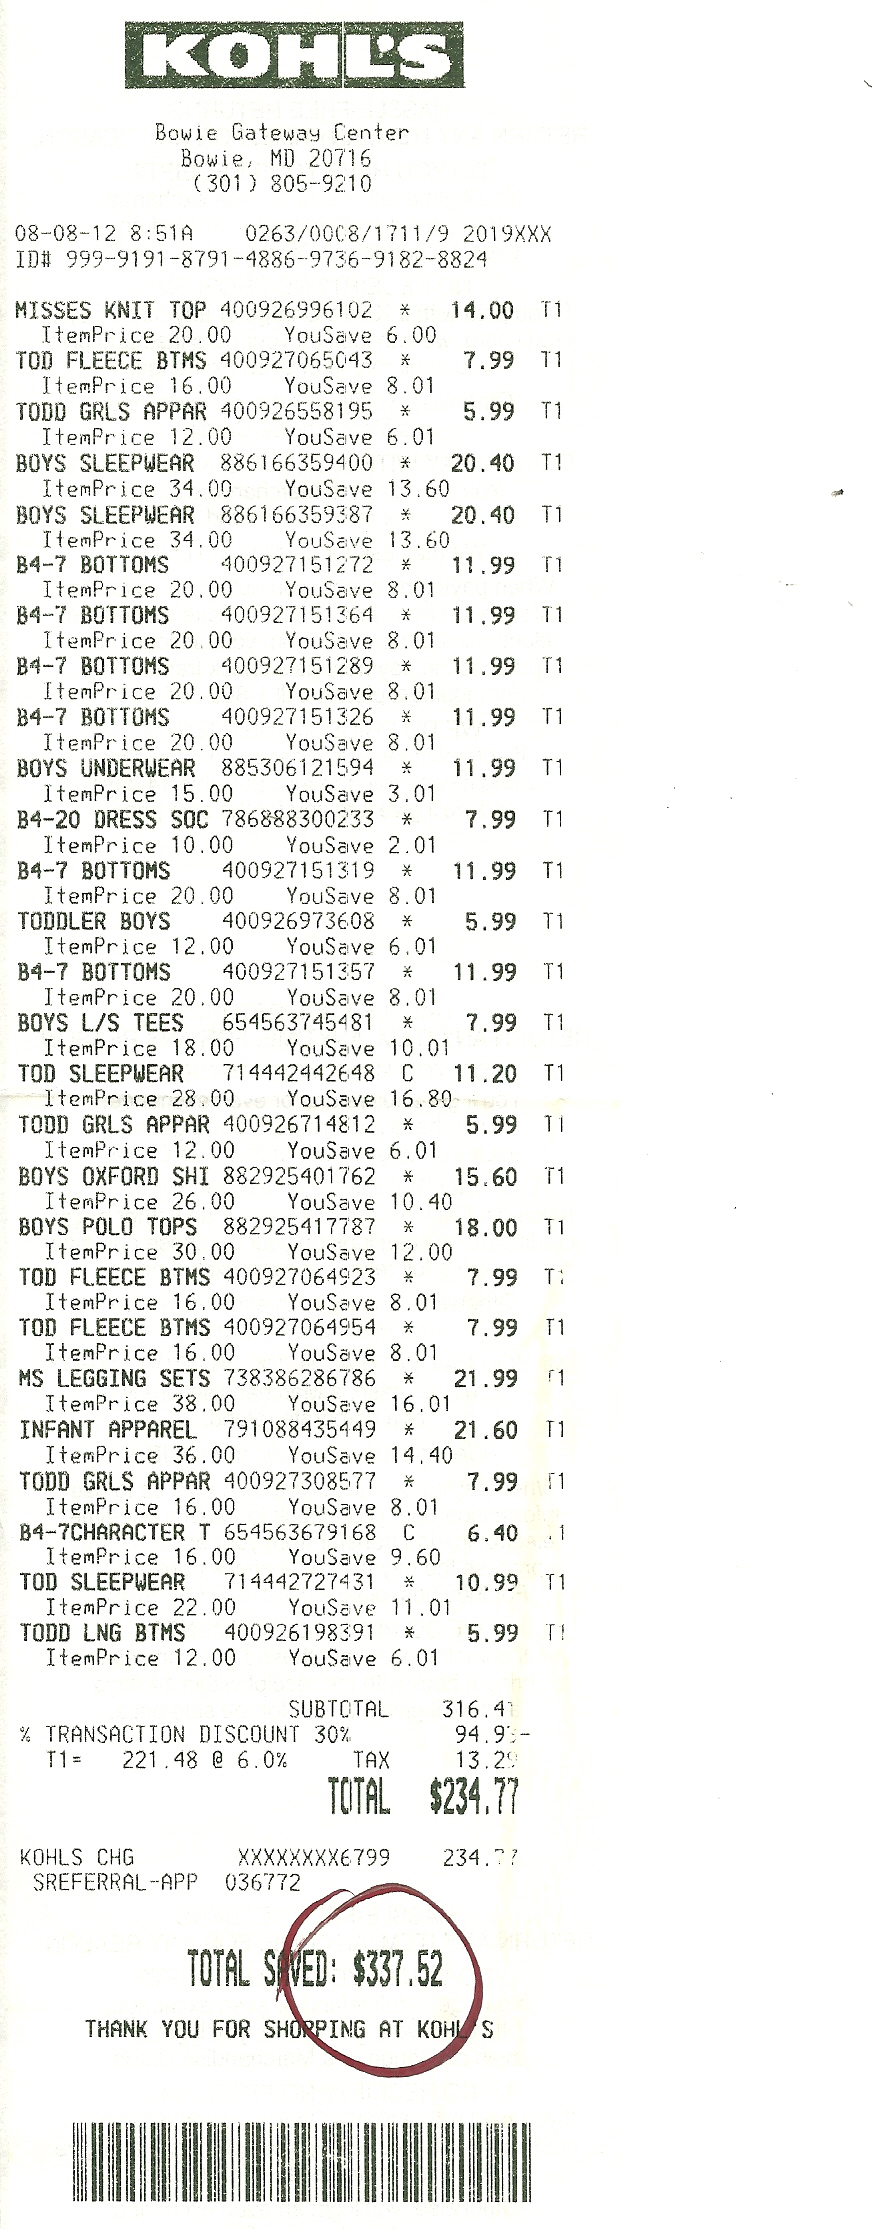 KOHL'S
Bowie Gateway Center
Bowie, MD 20716
(301) 805-9210
08-08-12 8:51A 0263/0008/1711/9 2019XXX
ID# 999-9191-8791-4886-9736-9182-8824
MISSES KNIT TOP 400926996102 * 14.00 T1
ItemPrice 20.00 YouSave 6.00
TOD FLEECE BTMS 400927065043 * 7.99 T1
ItemPrice 16.00 YouSave 8.01
TODD GRLS APPAR 400926558195 * 5.99 T1
ItemPrice 12.00 YouSave 6.01
BOYS SLEEPWEAR 886166359400 * 20.40 T1
ItemPrice 34.00 YouSave 13.60
BOYS SLEEPWEAR 886166359387 * 20.40 T1
ItemPrice 34.00 YouSave 13.60
B4-7 BOTTOMS 400927151272 * 11.99 T1
ItemPrice 20.00 YouSave 8.01
B4-7 BOTTOMS 400927151364 * 11.99 T1
ItemPrice 20.00 YouSave 8.01
B4-7 BOTTOMS 400927151289 * 11.99 T1
ItemPrice 20.00 YouSave 8.01
B4-7 BOTTOMS 400927151326 * 11.99 T1
ItemPrice 20.00 YouSave 8.01
BOYS UNDERWEAR 885306121594 * 11.99 T1
ItemPrice 15.00 YouSave 3.01
B4-20 DRESS SOC 786888300233 * 7.99 T1
ItemPrice 10.00 YouSave 2.01
B4-7 BOTTOMS 400927151319 * 11.99 T1
ItemPrice 20.00 YouSave 8.01
TODDLER BOYS 400926973608 * 5.99 T1
ItemPrice 12.00 YouSave 6.01
B4-7 BOTTOMS 400927151357 * 11.99 T1
ItemPrice 20.00 YouSave 8.01
BOYS L/S TEES 654563745481 * 7.99 T1
ItemPrice 18.00 YouSave 10.01
TOD SLEEPWEAR 714442442648 C 11.20 T1
ItemPrice 28.00 YouSave 16.80
TODD GRLS APPAR 400926714812 * 5.99 T1
ItemPrice 12.00 YouSave 6.01
BOYS OXFORD SHI 882925401762 * 15.60 T1
ItemPrice 26.00 YouSave 10.40
BOYS POLO TOPS 882925417787 * 18.00 T1
ItemPrice 30.00 YouSave 12.00
TOD FLEECE BTMS 400927064923 * 7.99 T1
ItemPrice 16.00 YouSave 8.01
TOD FLEECE BTMS 400927064954 * 7.99 T1
ItemPrice 16.00 YouSave 8.01
MS LEGGING SETS 738386286786 * 21.99 T1
ItemPrice 38.00 YouSave 16.01
INFANT APPAREL 791088435449 * 21.60 T1
ItemPrice 36.00 YouSave 14.40
TODD GRLS APPAR 400927308577 * 7.99 T1
ItemPrice 16.00 YouSave 8.01
B4-7CHARACTER T 654563679168 C 6.40
ItemPrice 16.00 YouSave 9.60
TOD SLEEPWEAR 714442727431 * 10.99 T1
ItemPrice 22.00 YouSave 11.01
TODD LNG BTMS 400926198391 * 5.99 T1
ItemPrice 12.00 YouSave 6.01
SUBTOTAL 316.41
% TRANSACTION DISCOUNT 30% 94.93-
T1= 221.48 @ 6.0% TAX 13.29
TOTAL $234.77
KOHLS CHG XXXXXXXX6799 234.77
SREFERRAL-APP 036772
TOTAL SAVED: $337.52
THANK YOU FOR SHOPPING AT KOHL'S